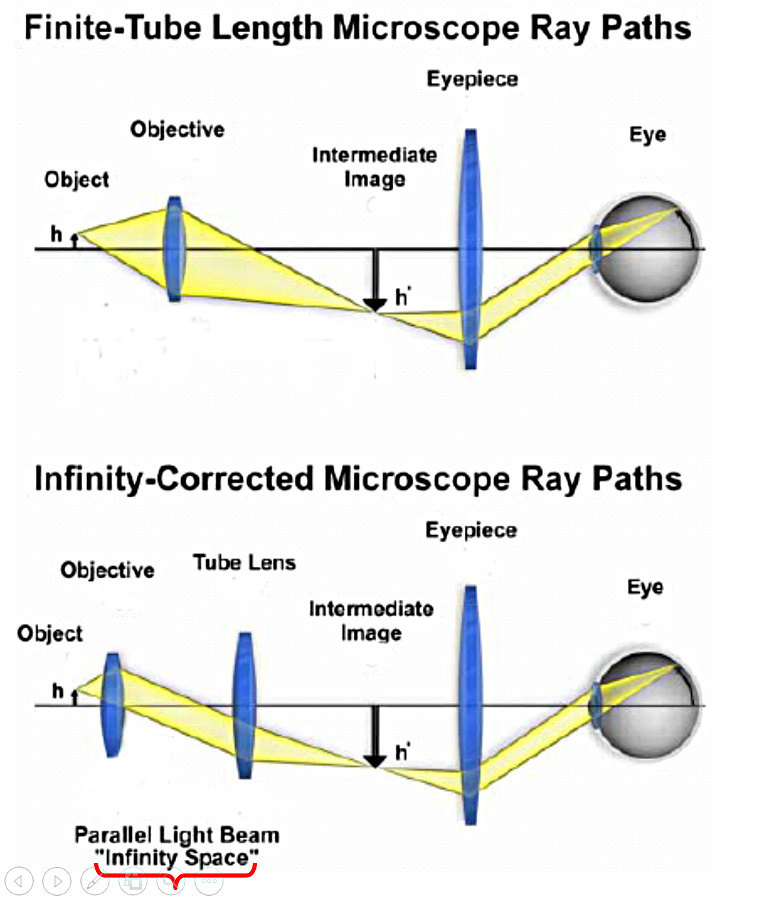 Finite-Tube Length Microscope Ray Paths
Eyepiece
Objective
Eye
Intermediate
Image
Object
h
h'
Infinity-Corrected Microscope Ray Paths
Eyepiece
Tube Lens
Objective
Eye
Intermediate
Image
Object
h
h'
Parallel Light Beam
"Infinity Space"